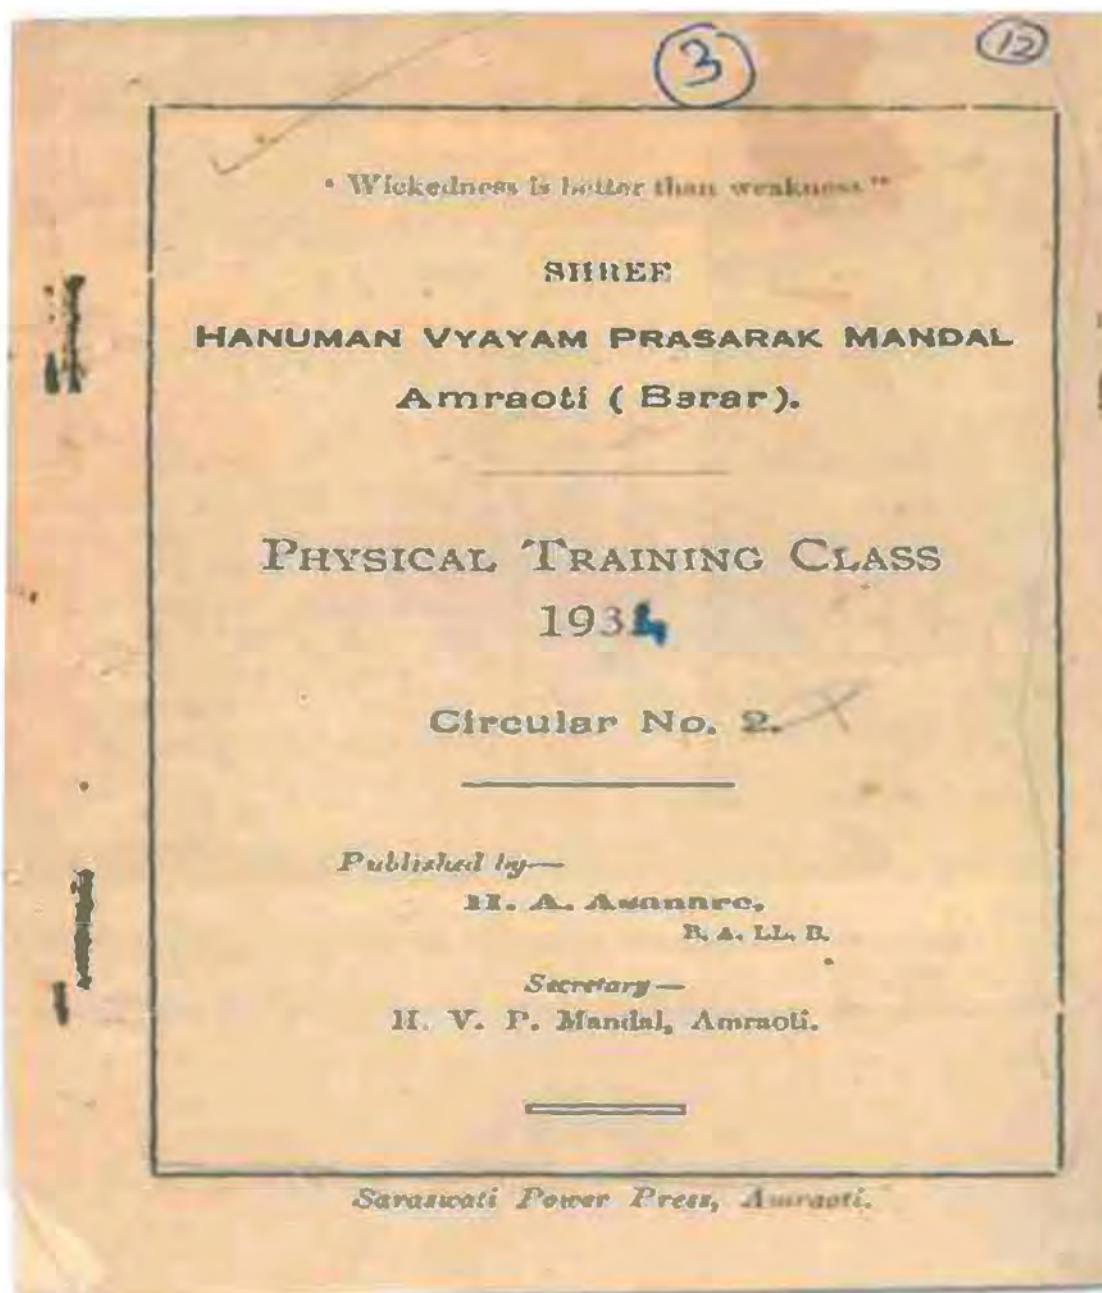 3
12
"Wickedness is better than weakness"
SHREE
HANUMAN VYAYAM PRASARAK MANDAL
Amraoti ( Berar ).
PHYSICAL TRAINING CLASS
1934
Circular No. 2.
Published by—
H. A. Asannre,
B. A. LL. B.
Secretary—
H. V. P. Mandal, Amraoti.
Saraswati Power Press, Amraoti.